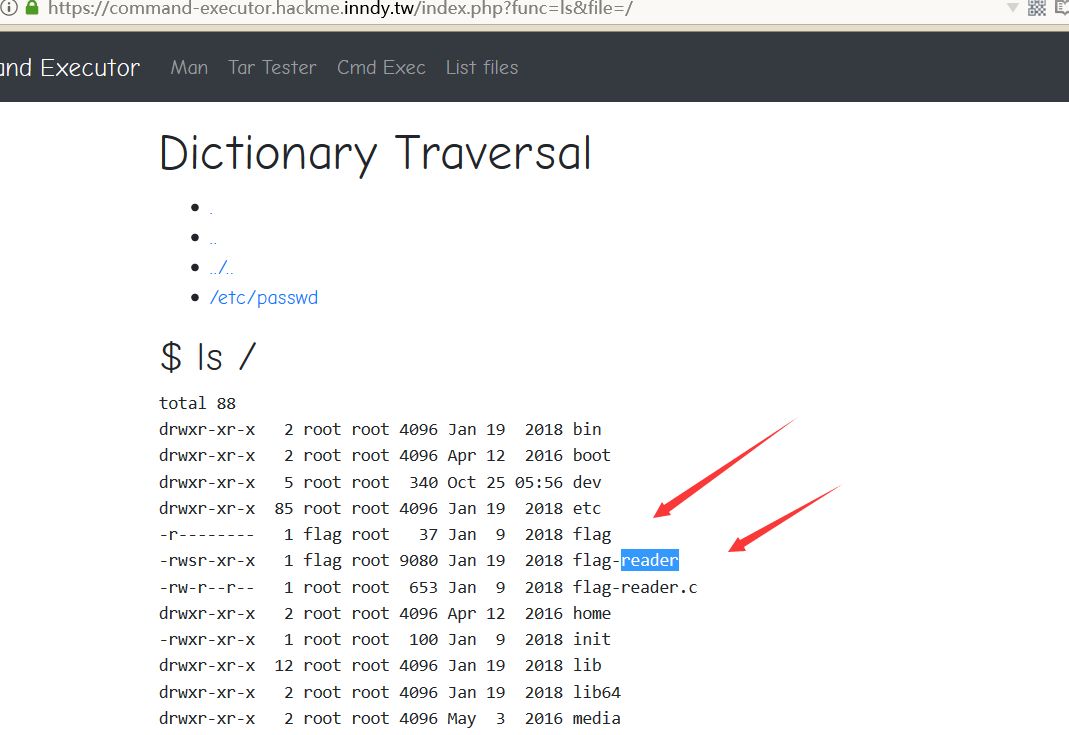 https://command-executor.hackme.inndy.tw/index.php?func=ls&file=/
and Executor Man Tar Tester Cmd Exec List files
Dictionary Traversal
.
..
../..
/etc/passwd
$ ls /
total 88
drwxr-xr-x 2 root root 4096 Jan 19 2018 bin
drwxr-xr-x 2 root root 4096 Apr 12 2016 boot
drwxr-xr-x 5 root root 340 Oct 25 05:56 dev
drwxr-xr-x 85 root root 4096 Jan 19 2018 etc
-r-------- 1 flag root 37 Jan 9 2018 flag
-rwsr-xr-x 1 flag root 9080 Jan 19 2018 flag-reader
-rw-r--r-- 1 root root 653 Jan 9 2018 flag-reader.c
drwxr-xr-x 2 root root 4096 Apr 12 2016 home
-rwxr-xr-x 1 root root 100 Jan 9 2018 init
drwxr-xr-x 12 root root 4096 Jan 19 2018 lib
drwxr-xr-x 2 root root 4096 Jan 19 2018 lib64
drwxr-xr-x 2 root root 4096 May 3 2016 media